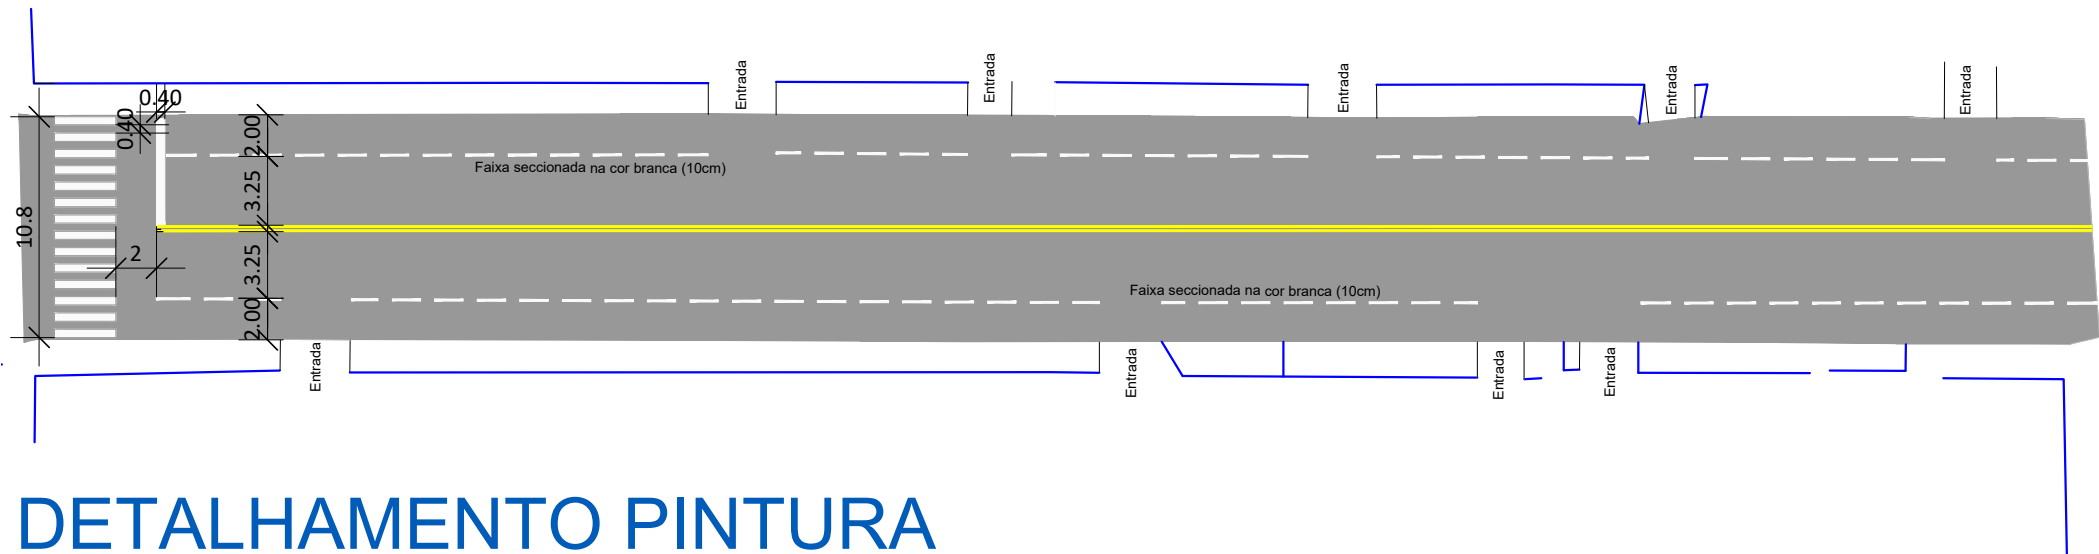 Entrada
Entrada
Entrada
Entrada
Entrada
0.40
0.40
2.00
Faixa seccionada na cor branca (10cm)
3.25
10.8
2
3.25
Faixa seccionada na cor branca (10cm)
2.00
Entrada
Entrada
Entrada
Entrada
DETALHAMENTO PINTURA